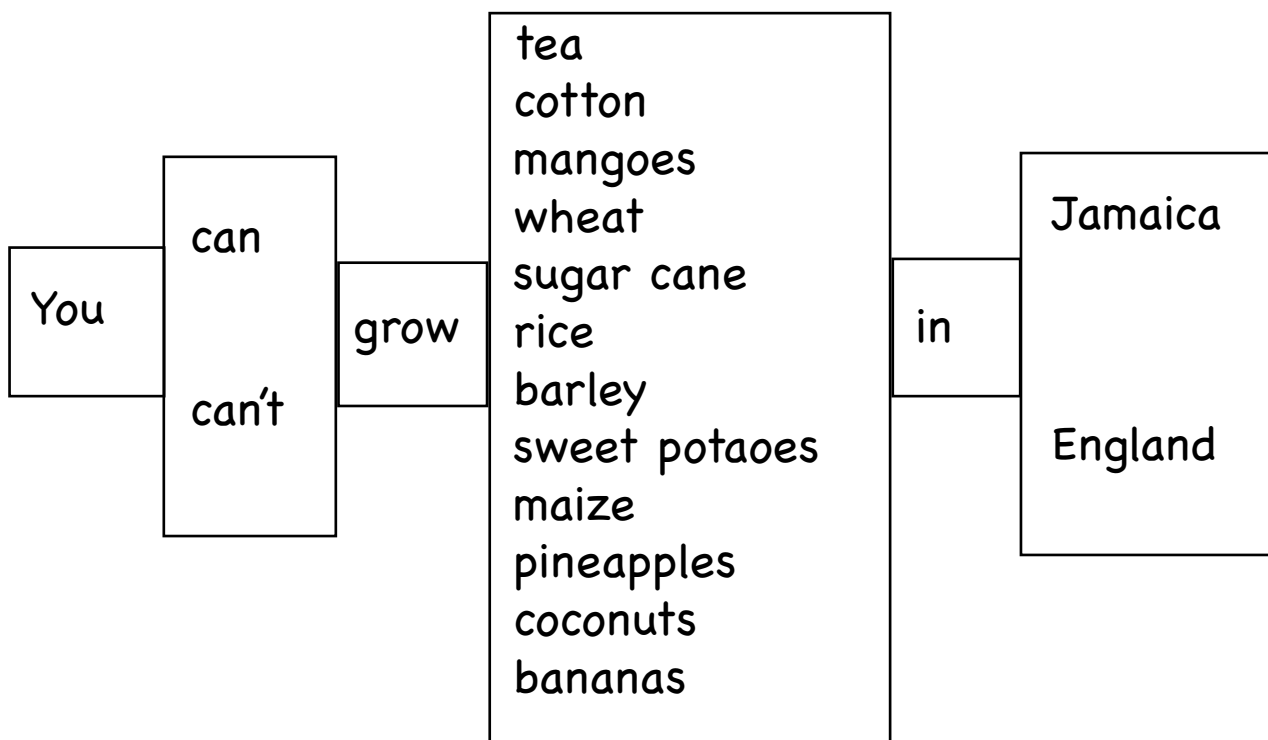 You
can
can't
grow
tea
cotton
mangoes
wheat
sugar cane
rice
barley
sweet potaoes
maize
pineapples
coconuts
bananas
in
Jamaica
England